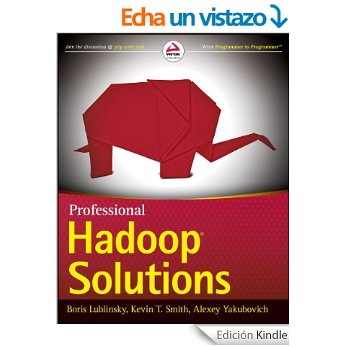 Echa un vistazo
Join the discussion @ p2p.wrox.com
wrox
Wrox Programmer to Programmer™
Professional
Hadoop®
Solutions
Boris Lublinsky, Kevin T. Smith, Alexey Yakubovich
Edición Kindle